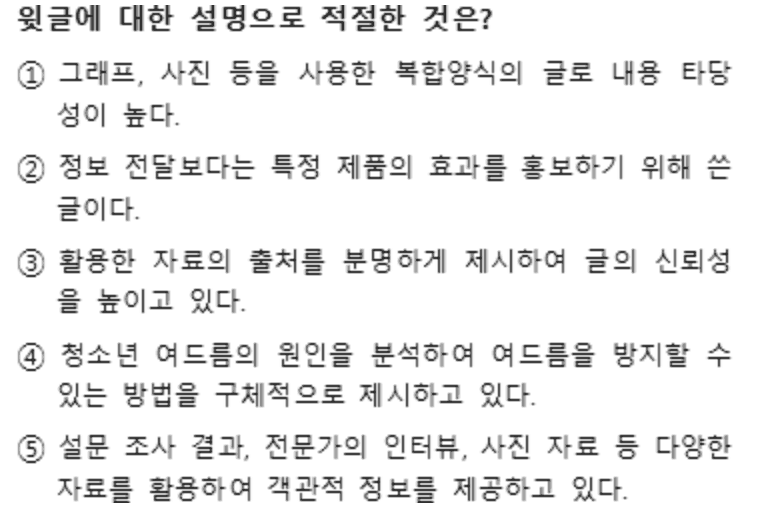 윗글에 대한 설명으로 적절한 것은?
① 그래프, 사진 등을 사용한 복합양식의 글로 내용 타당
성이 높다.
② 정보 전달보다는 특정 제품의 효과를 홍보하기 위해 쓴
글이다.
③ 활용한 자료의 출처를 분명하게 제시하여 글의 신뢰성
을 높이고 있다.
④ 청소년 여드름의 원인을 분석하여 여드름을 방지할 수
있는 방법을 구체적으로 제시하고 있다.
⑤ 설문 조사 결과, 전문가의 인터뷰, 사진 자료 등 다양한
자료를 활용하여 객관적 정보를 제공하고 있다.